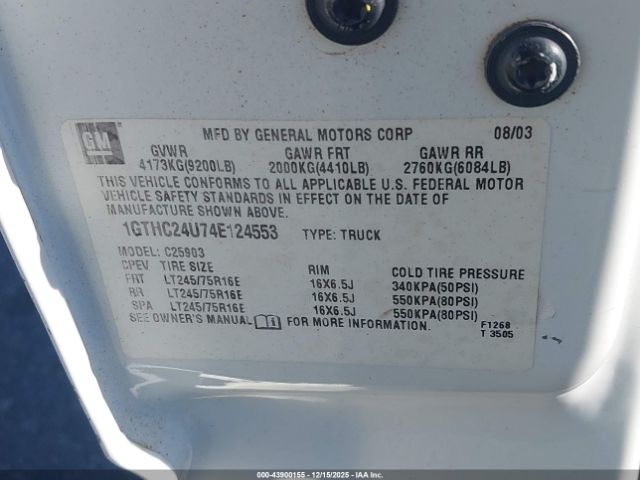 GM
MFD BY GENERAL MOTORS CORP 08/03
GVWR GAWR FRT GAWR RR
4173KG(9200LB) 2000KG(4410LB) 2760KG(6084LB)
THIS VEHICLE CONFORMS TO ALL APPLICABLE U.S. FEDERAL MOTOR
VEHICLE SAFETY STANDARDS IN EFFECT ON THE DATE OF
MANUFACTURE SHOWN ABOVE.
1GTHC24U74E124553 TYPE: TRUCK
MODEL: C25903
CPEV TIRE SIZE RIM COLD TIRE PRESSURE
FRT LT245/75R16E 16X6.5J 340KPA(50PSI)
RR LT245/75R16E 16X6.5J 550KPA(80PSI)
SPA LT245/75R16E 16X6.5J 550KPA(80PSI)
SEE OWNER'S MANUAL FOR MORE INFORMATION.
F1268
T 3505
000-43900155 - 12/15/2025 - IAA Inc.